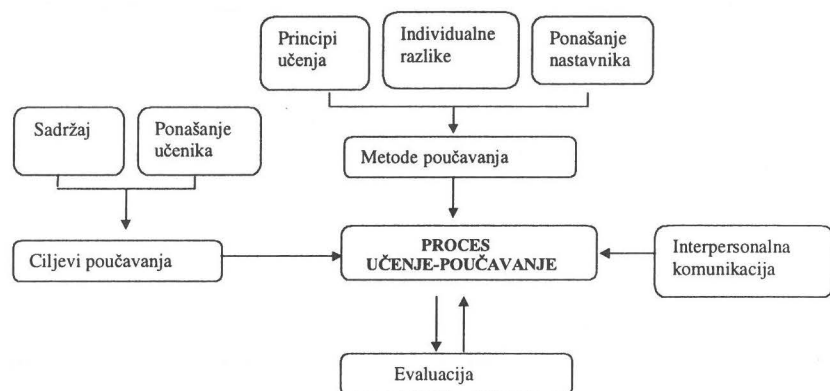 Principi
učenja
Individualne
razlike
Ponašanje
nastavnika
Sadržaj
Ponašanje
učenika
Metode poučavanja
Ciljevi poučavanja
PROCES
UČENJE-POUČAVANJE
Interpersonalna
komunikacija
Evaluacija